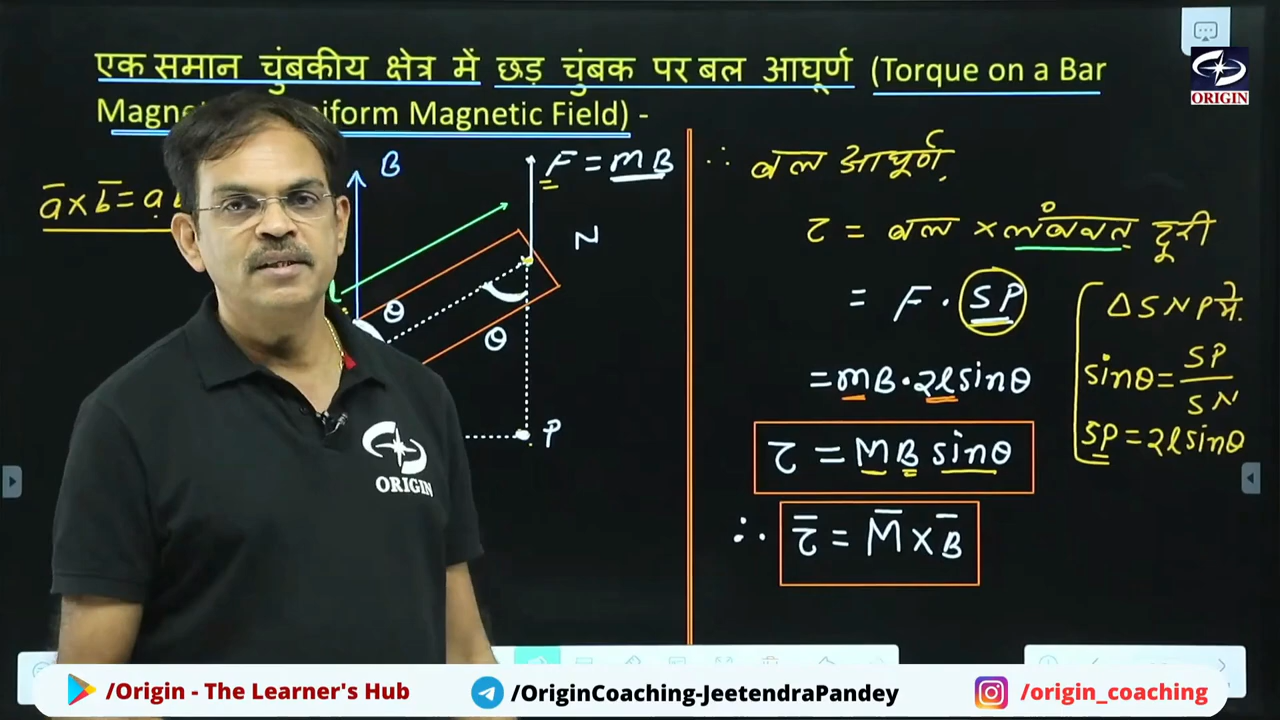 एक समान चुंबकीय क्षेत्र में छड़ चुंबक पर बल आघूर्ण (Torque on a Bar
Magne iform Magnetic Field) -
ORIGIN
a̅ × b̅ = a
B
F = mB
N
θ
θ
P
∴ बल आघूर्ण,
τ = बल × लंबवत दूरी
= F · SP
= mB · 2l sinθ
τ = MB sinθ
∴ τ̅ = M̅ × B̅
Δ SNP में.
sinθ = SP / SN
SP = 2l sinθ
ORIGIN
/Origin - The Learner's Hub
/OriginCoaching-JeetendraPandey
/origin_coaching